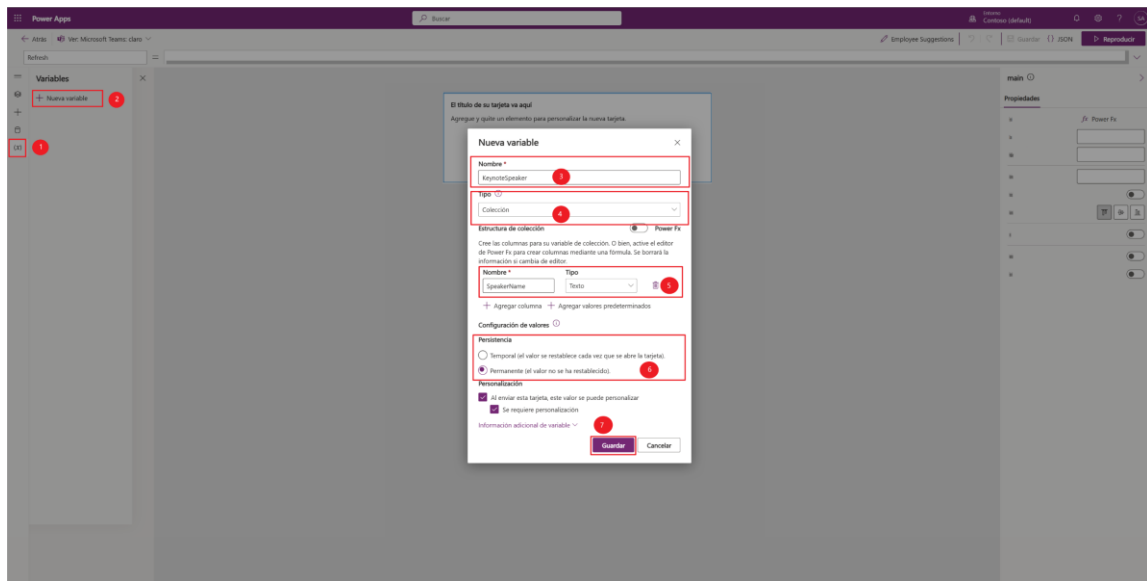 Power Apps
Buscar
Entorno
Contoso (default)
?
SA
Atrás
Ver: Microsoft Teams: claro
Employee Suggestions
Guardar
{} JSON
Reproducir
Refresh
=
Variables
main
+ Nueva variable
2
Propiedades
Power Fx
1
El título de su tarjeta va aquí
Agregue y quite un elemento para personalizar la nueva tarjeta.
Nueva variable
Nombre *
KeynoteSpeaker
3
Tipo
Colección
4
Estructura de colección
Power Fx
Cree las columnas para su variable de colección. O bien, active el editor
de Power Fx para crear columnas mediante una fórmula. Se borrará la
información si cambia de editor.
Nombre *
Tipo
SpeakerName
Texto
5
+ Agregar columna
+ Agregar valores predeterminados
Configuración de valores
Persistencia
Temporal (el valor se restablece cada vez que se abre la tarjeta).
Permanente (el valor no se ha restablecido).
6
Personalización
Al enviar esta tarjeta, este valor se puede personalizar
Se requiere personalización
Información adicional de variable
7
Guardar
Cancelar